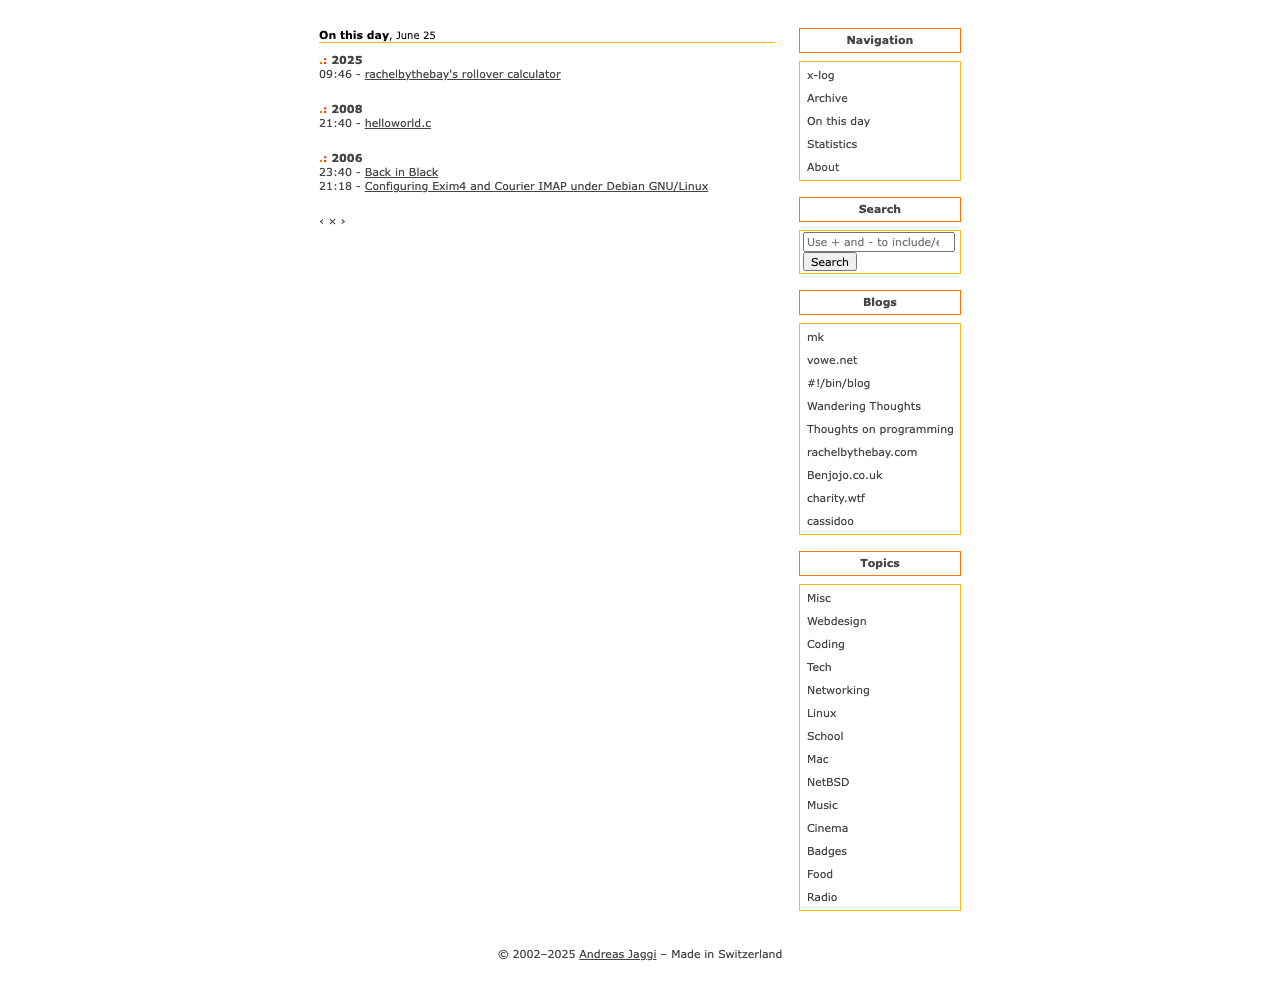 On this day, June 25
.: 2025
09:46 - rachelbythebay's rollover calculator
.: 2008
21:40 - helloworld.c
.: 2006
23:40 - Back in Black
21:18 - Configuring Exim4 and Courier IMAP under Debian GNU/Linux
‹ × ›
Navigation
x-log
Archive
On this day
Statistics
About
Search
Use + and - to include/e
Search
Blogs
mk
vowe.net
#!/bin/blog
Wandering Thoughts
Thoughts on programming
rachelbythebay.com
Benjojo.co.uk
charity.wtf
cassidoo
Topics
Misc
Webdesign
Coding
Tech
Networking
Linux
School
Mac
NetBSD
Music
Cinema
Badges
Food
Radio
© 2002–2025 Andreas Jaggi – Made in Switzerland